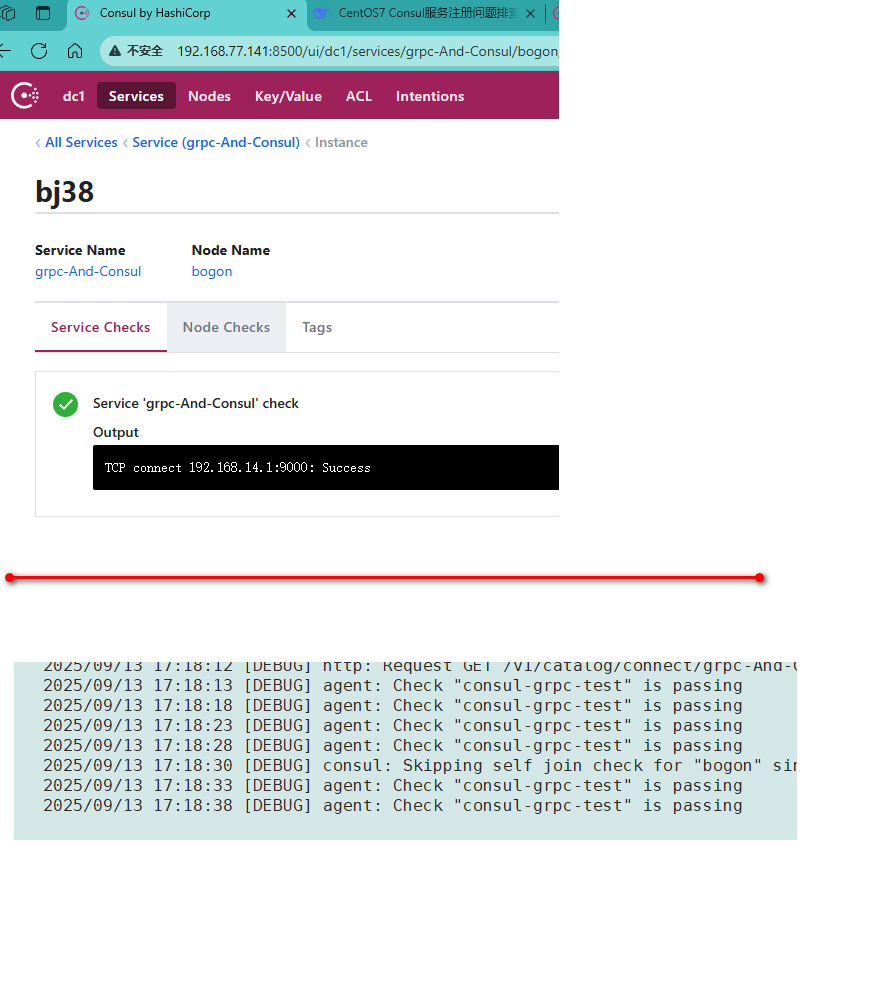 Consul by HashiCorp
CentOS7 Consul服务注册问题排
不安全 192.168.77.141:8500/ui/dc1/services/grpc-And-Consul/bogon
dc1 Services Nodes Key/Value ACL Intentions
‹ All Services ‹ Service (grpc-And-Consul) ‹ Instance
bj38
Service Name Node Name
grpc-And-Consul bogon
Service Checks Node Checks Tags
Service 'grpc-And-Consul' check
Output
TCP connect 192.168.14.1:9000: Success
2025/09/13 17:18:12 [DEBUG] http: Request GET /v1/catalog/connect/grpc-And-
2025/09/13 17:18:13 [DEBUG] agent: Check "consul-grpc-test" is passing
2025/09/13 17:18:18 [DEBUG] agent: Check "consul-grpc-test" is passing
2025/09/13 17:18:23 [DEBUG] agent: Check "consul-grpc-test" is passing
2025/09/13 17:18:28 [DEBUG] agent: Check "consul-grpc-test" is passing
2025/09/13 17:18:30 [DEBUG] consul: Skipping self join check for "bogon" sin
2025/09/13 17:18:33 [DEBUG] agent: Check "consul-grpc-test" is passing
2025/09/13 17:18:38 [DEBUG] agent: Check "consul-grpc-test" is passing